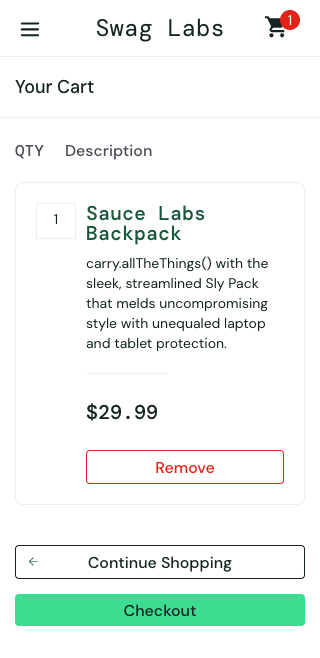 Swag Labs
1
Your Cart
QTY Description
1
Sauce Labs
Backpack
carry.allTheThings() with the
sleek, streamlined Sly Pack
that melds uncompromising
style with unequaled laptop
and tablet protection.
$29.99
Remove
Continue Shopping
Checkout